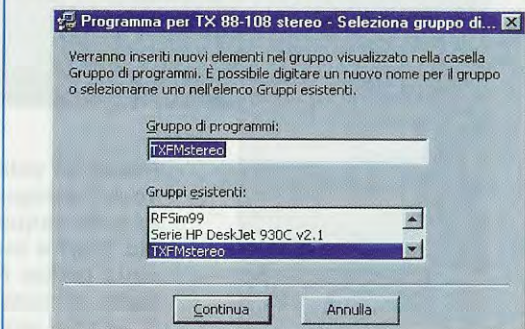 Programma per TX 88-108 stereo - Seleziona gruppo di...
Verranno inseriti nuovi elementi nel gruppo visualizzato nella casella
Gruppo di programmi. È possibile digitare un nuovo nome per il gruppo
o selezionarne uno nell'elenco Gruppi esistenti.
Gruppo di programmi:
TXFMstereo
Gruppi esistenti:
RFSim99
Serie HP DeskJet 930C v2.1
TXFMstereo
Continua
Annulla